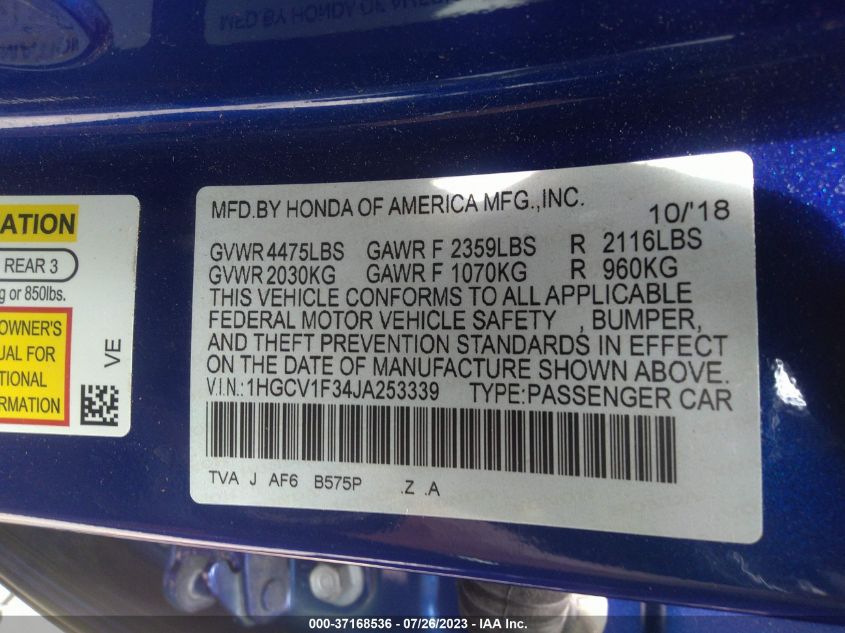 MFD.BY HONDA OF AMERICA MFG.,INC. 10/'18
GVWR 4475LBS GAWR F 2359LBS R 2116LBS
GVWR 2030KG GAWR F 1070KG R 960KG
THIS VEHICLE CONFORMS TO ALL APPLICABLE
FEDERAL MOTOR VEHICLE SAFETY , BUMPER,
AND THEFT PREVENTION STANDARDS IN EFFECT
ON THE DATE OF MANUFACTURE SHOWN ABOVE.
V.I.N.:1HGCV1F34JA253339 TYPE:PASSENGER CAR
TVA J AF6 B575P .Z .A
ATION
REAR 3
g or 850lbs.
OWNER'S
UAL FOR
TIONAL
RMATION
VE
000-37168536 - 07/26/2023 - IAA Inc.